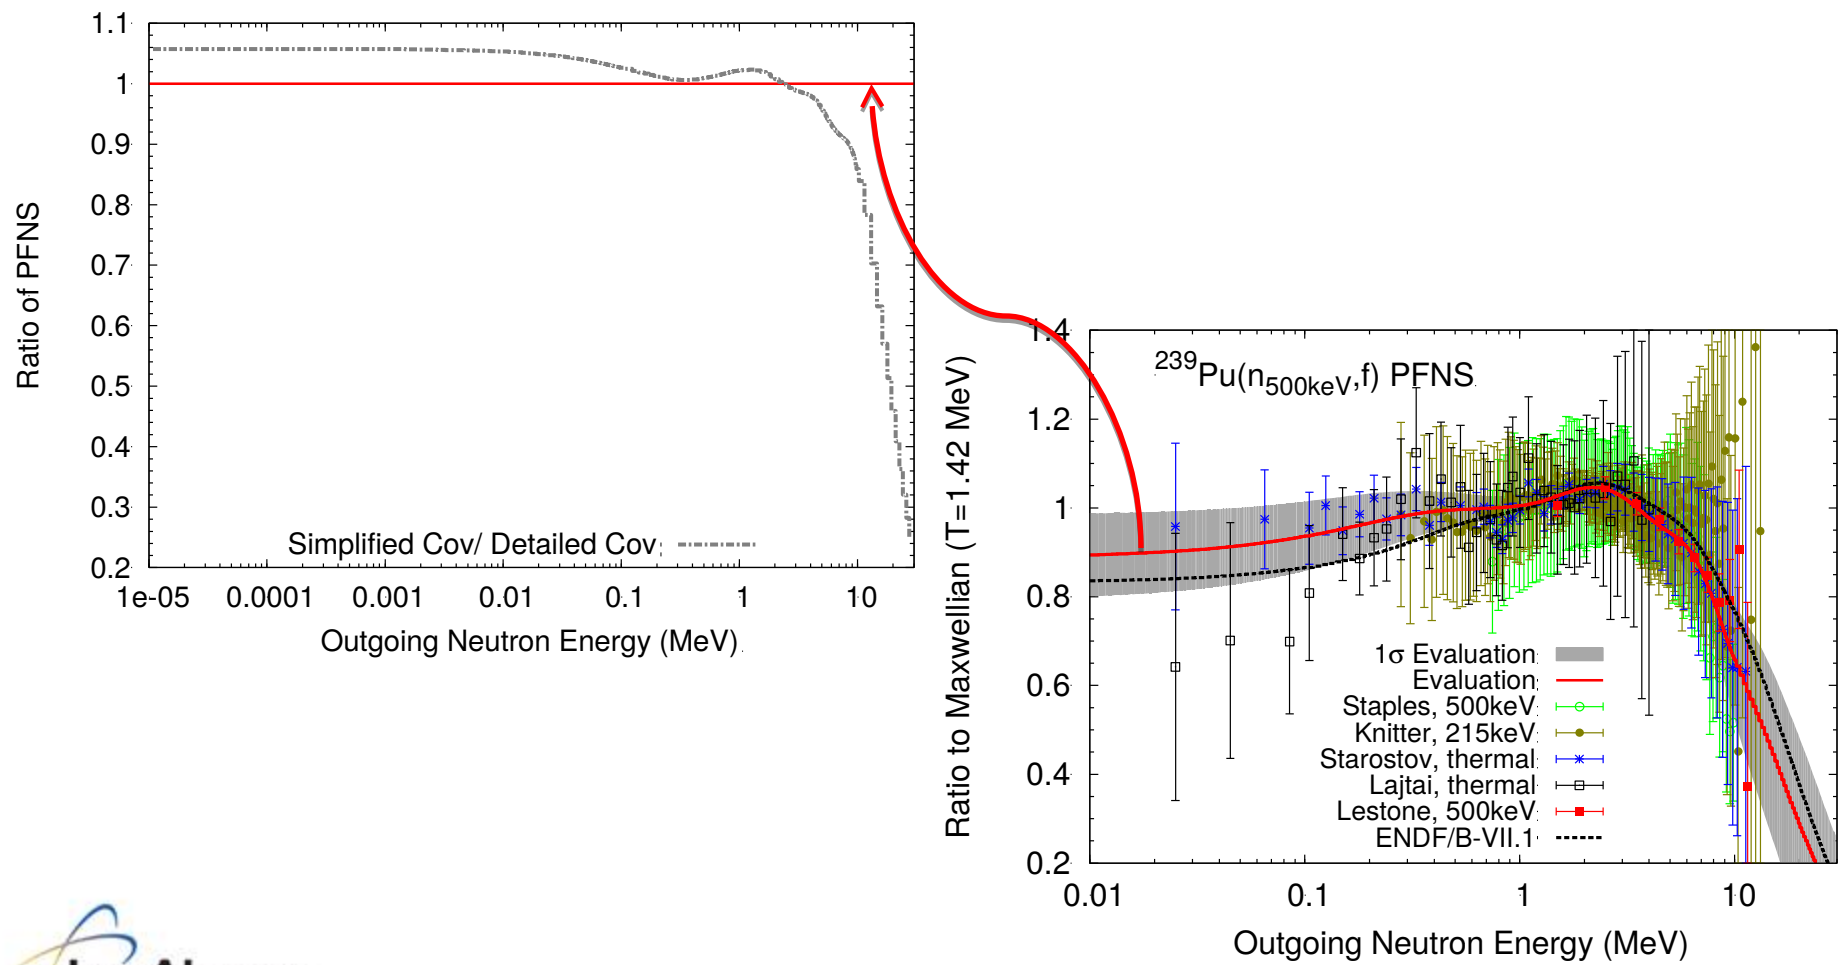 1.1
1
0.9
0.8
0.7
0.6
0.5
0.4
0.3
0.2
Ratio of PFNS
Simplified Cov/ Detailed Cov
1e-05 0.0001 0.001 0.01 0.1 1 10
Outgoing Neutron Energy (MeV)
1.4
1.2
1
0.8
0.6
0.4
0.2
Ratio to Maxwellian (T=1.42 MeV)
239Pu(n500keV,f) PFNS
1σ Evaluation
Evaluation
Staples, 500keV
Knitter, 215keV
Starostov, thermal
Lajtai, thermal
Lestone, 500keV
ENDF/B-VII.1
0.01 0.1 1 10
Outgoing Neutron Energy (MeV)